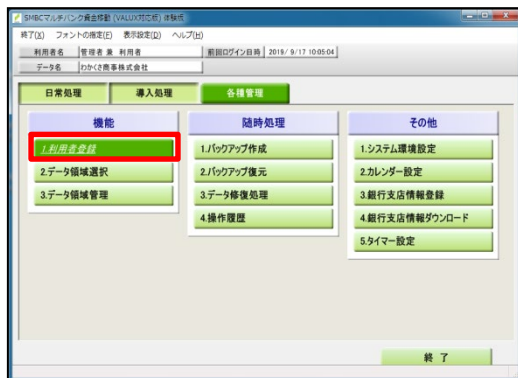 SMBCマルチバンク資金移動 (VALUX対応版) 体験版
終了(X) フォントの指定(F) 表示設定(D) ヘルプ(H)
利用者名 管理者 兼 利用者 前回ログイン日時 2019/ 9/17 10:05:04
データ名 わかくさ商事株式会社
日常処理 導入処理 各種管理
機能 随時処理 その他
1.利用者登録 1.バックアップ作成 1.システム環境設定
2.データ領域選択 2.バックアップ復元 2.カレンダー設定
3.データ領域管理 3.データ修復処理 3.銀行支店情報登録
4.操作履歴 4.銀行支店情報ダウンロード
5.タイマー設定
終 了